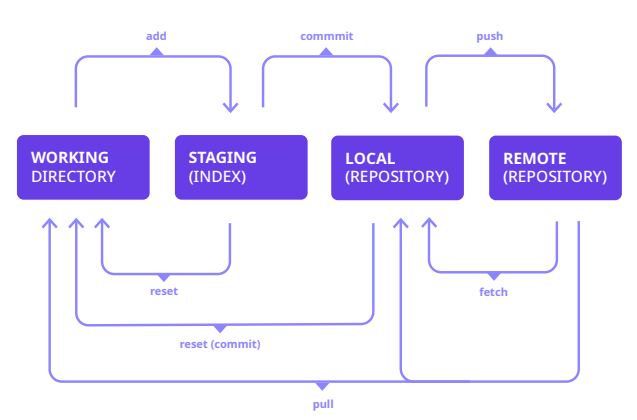 add
commmit
push
WORKING
DIRECTORY
STAGING
(INDEX)
LOCAL
(REPOSITORY)
REMOTE
(REPOSITORY)
reset
fetch
reset (commit)
pull